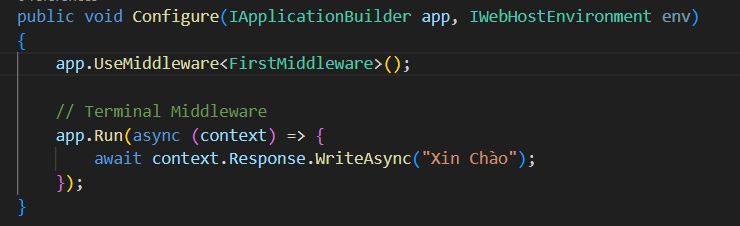 public void Configure(IApplicationBuilder app, IWebHostEnvironment env)
{
    app.UseMiddleware<FirstMiddleware>();

    // Terminal Middleware
    app.Run(async (context) => {
        await context.Response.WriteAsync("Xin Chào");
    });
}